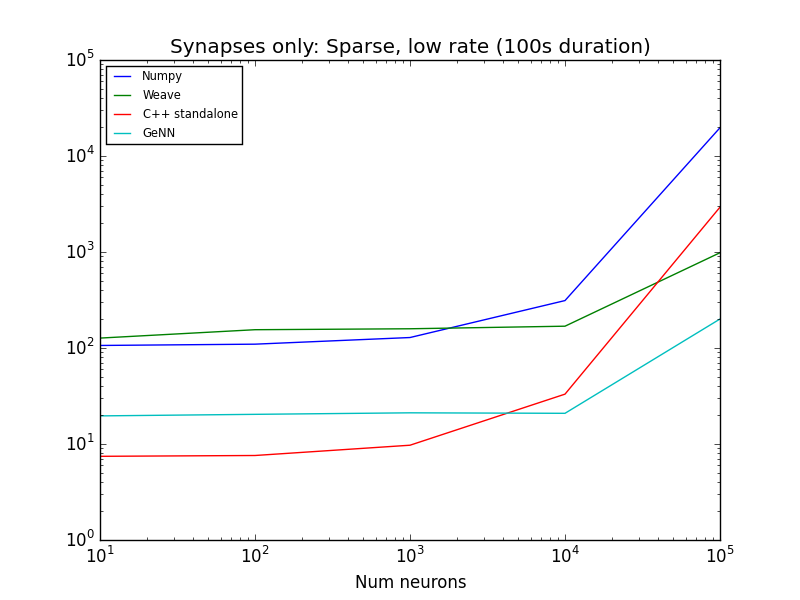 Synapses only: Sparse, low rate (100s duration)
10^5
Numpy
Weave
C++ standalone
GeNN
10^4
10^3
10^2
10^1
10^0
10^1 10^2 10^3 10^4 10^5
Num neurons